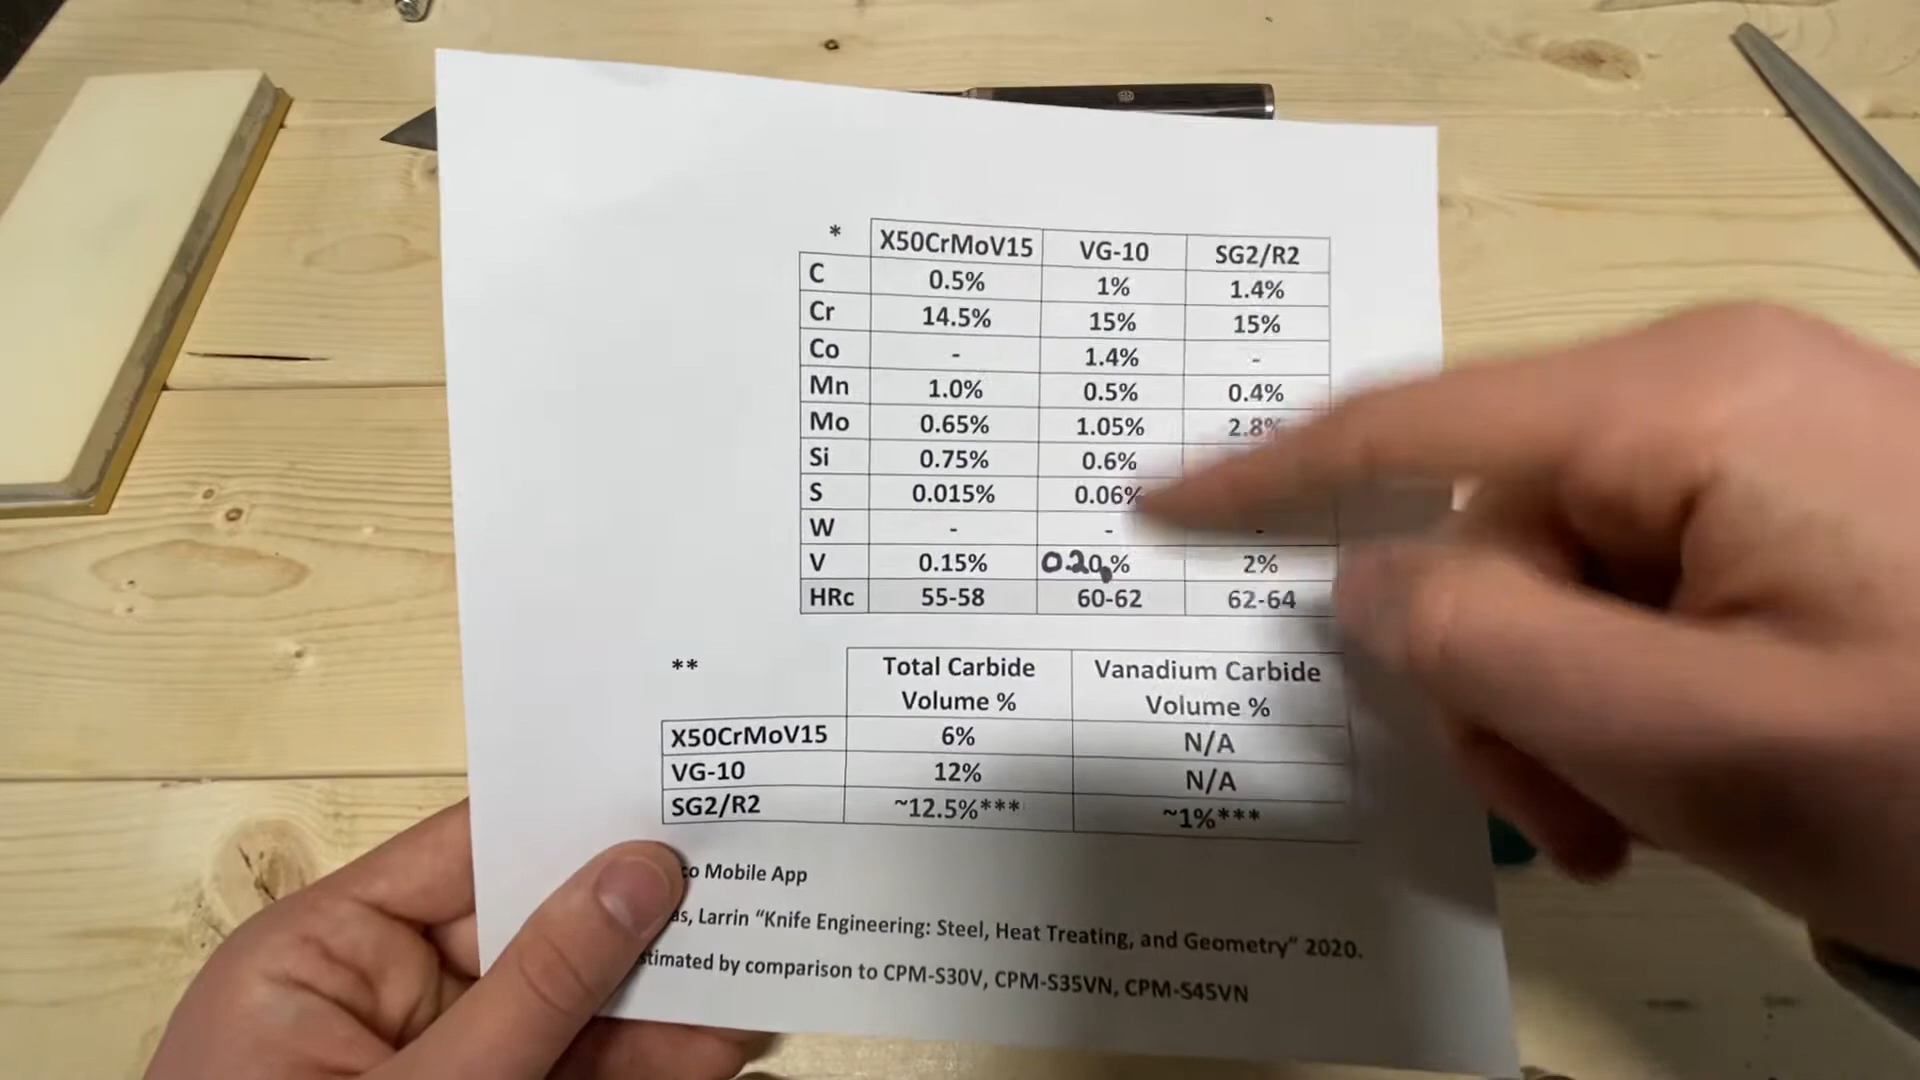 * X50CrMoV15 VG-10 SG2/R2
C 0.5% 1% 1.4%
Cr 14.5% 15% 15%
Co - 1.4% -
Mn 1.0% 0.5% 0.4%
Mo 0.65% 1.05% 2.8%
Si 0.75% 0.6%
S 0.015% 0.06%
W - - -
V 0.15% 0.20% 2%
HRc 55-58 60-62 62-64
** Total Carbide Vanadium Carbide
Volume % Volume %
X50CrMoV15 6% N/A
VG-10 12% N/A
SG2/R2 ~12.5%*** ~1%***
Mobile App
Larrin "Knife Engineering: Steel, Heat Treating, and Geometry" 2020.
by comparison to CPM-S30V, CPM-S35VN, CPM-S45VN